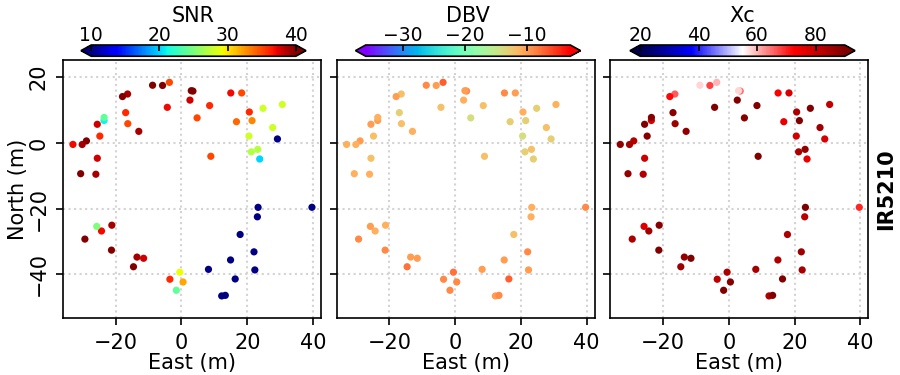 SNR DBV Xc
10 20 30 40 −30 −20 −10 20 40 60 80
20
0
−20
−40
North (m)
IR5210
−20 0 20 40 −20 0 20 40 −20 0 20 40
East (m) East (m) East (m)